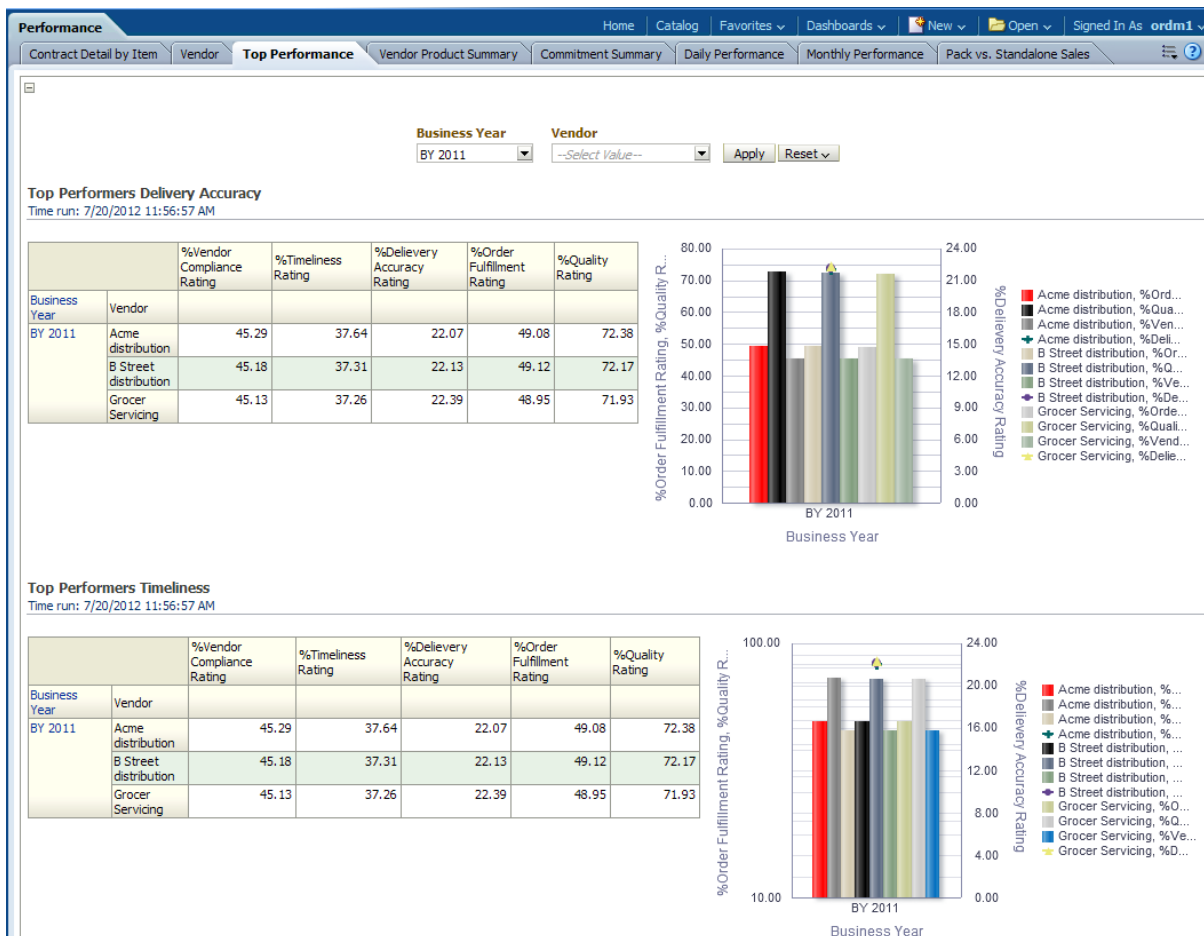 Performance
Home
Catalog
Favorites
Dashboards
New
Open
Signed In As ordm1
Contract Detail by Item
Vendor
Top Performance
Vendor Product Summary
Commitment Summary
Daily Performance
Monthly Performance
Pack vs. Standalone Sales
Business Year
Vendor
BY 2011
--Select Value--
Apply
Reset
Top Performers Delivery Accuracy
Time run: 7/20/2012 11:56:57 AM
%Vendor Compliance Rating
%Timeliness Rating
%Delievery Accuracy Rating
%Order Fulfillment Rating
%Quality Rating
Business Year
Vendor
BY 2011
Acme distribution
45.29
37.64
22.07
49.08
72.38
B Street distribution
45.18
37.31
22.13
49.12
72.17
Grocer Servicing
45.13
37.26
22.39
48.95
71.93
%Order Fulfillment Rating, %Quality R...
80.00
70.00
60.00
50.00
40.00
30.00
20.00
10.00
0.00
24.00
21.00
18.00
15.00
12.00
9.00
6.00
3.00
0.00
%Delievery Accuracy Rating
BY 2011
Business Year
Acme distribution, %Ord...
Acme distribution, %Qua...
Acme distribution, %Ven...
Acme distribution, %Deli...
B Street distribution, %Or...
B Street distribution, %Q...
B Street distribution, %Ve...
B Street distribution, %De...
Grocer Servicing, %Orde...
Grocer Servicing, %Quali...
Grocer Servicing, %Vend...
Grocer Servicing, %Delie...
Top Performers Timeliness
Time run: 7/20/2012 11:56:57 AM
%Vendor Compliance Rating
%Timeliness Rating
%Delievery Accuracy Rating
%Order Fulfillment Rating
%Quality Rating
Business Year
Vendor
BY 2011
Acme distribution
45.29
37.64
22.07
49.08
72.38
B Street distribution
45.18
37.31
22.13
49.12
72.17
Grocer Servicing
45.13
37.26
22.39
48.95
71.93
%Order Fulfillment Rating, %Quality R...
100.00
10.00
24.00
20.00
16.00
12.00
8.00
4.00
0.00
%Delievery Accuracy Rating
BY 2011
Business Year
Acme distribution, %...
Acme distribution, %...
Acme distribution, %...
Acme distribution, %...
B Street distribution, ...
B Street distribution, ...
B Street distribution, ...
B Street distribution, ...
Grocer Servicing, %O...
Grocer Servicing, %Q...
Grocer Servicing, %Ve...
Grocer Servicing, %D...